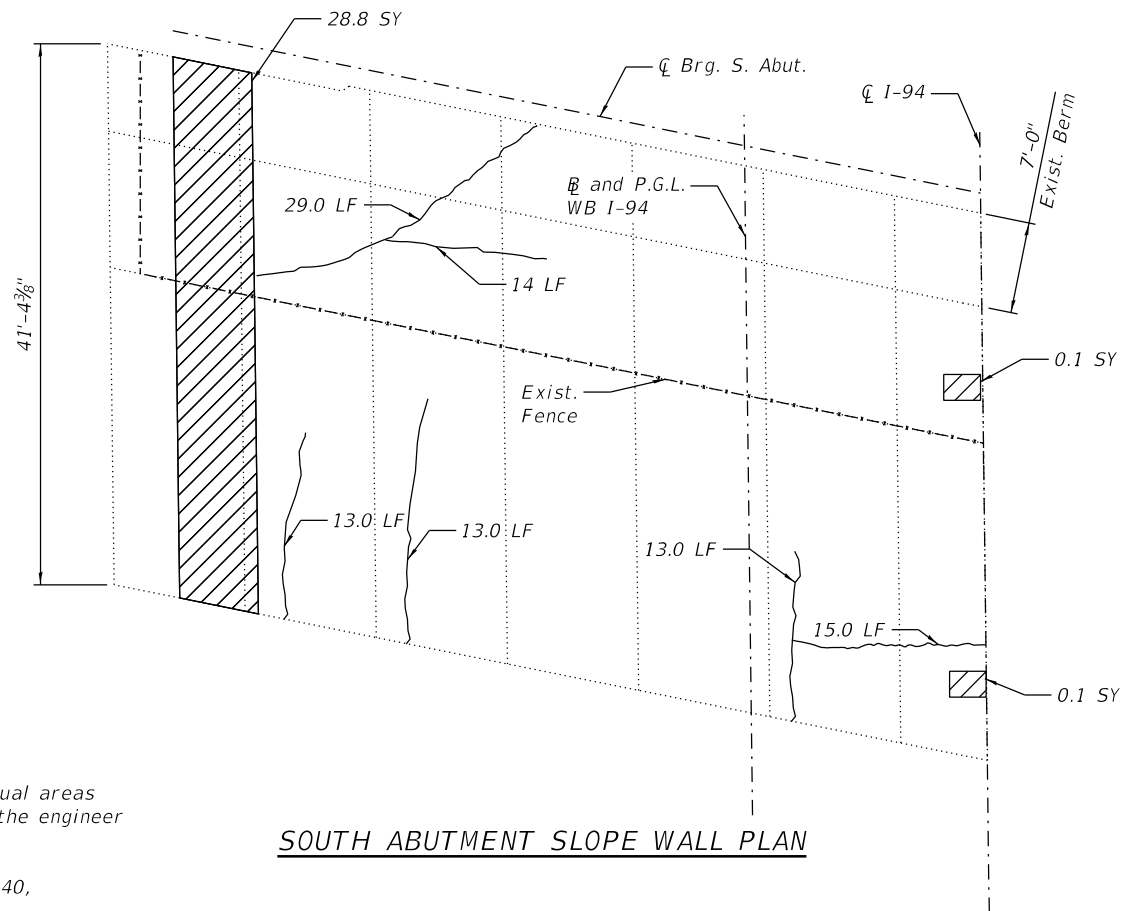 28.8 SY
℄ Brg. S. Abut.
℄ I-94
7'-0"
Exist. Berm
B and P.G.L.
WB I-94
29.0 LF
14 LF
41'-4⅜"
0.1 SY
Exist.
Fence
13.0 LF
13.0 LF
13.0 LF
15.0 LF
0.1 SY
ual areas
the engineer
SOUTH ABUTMENT SLOPE WALL PLAN
40,